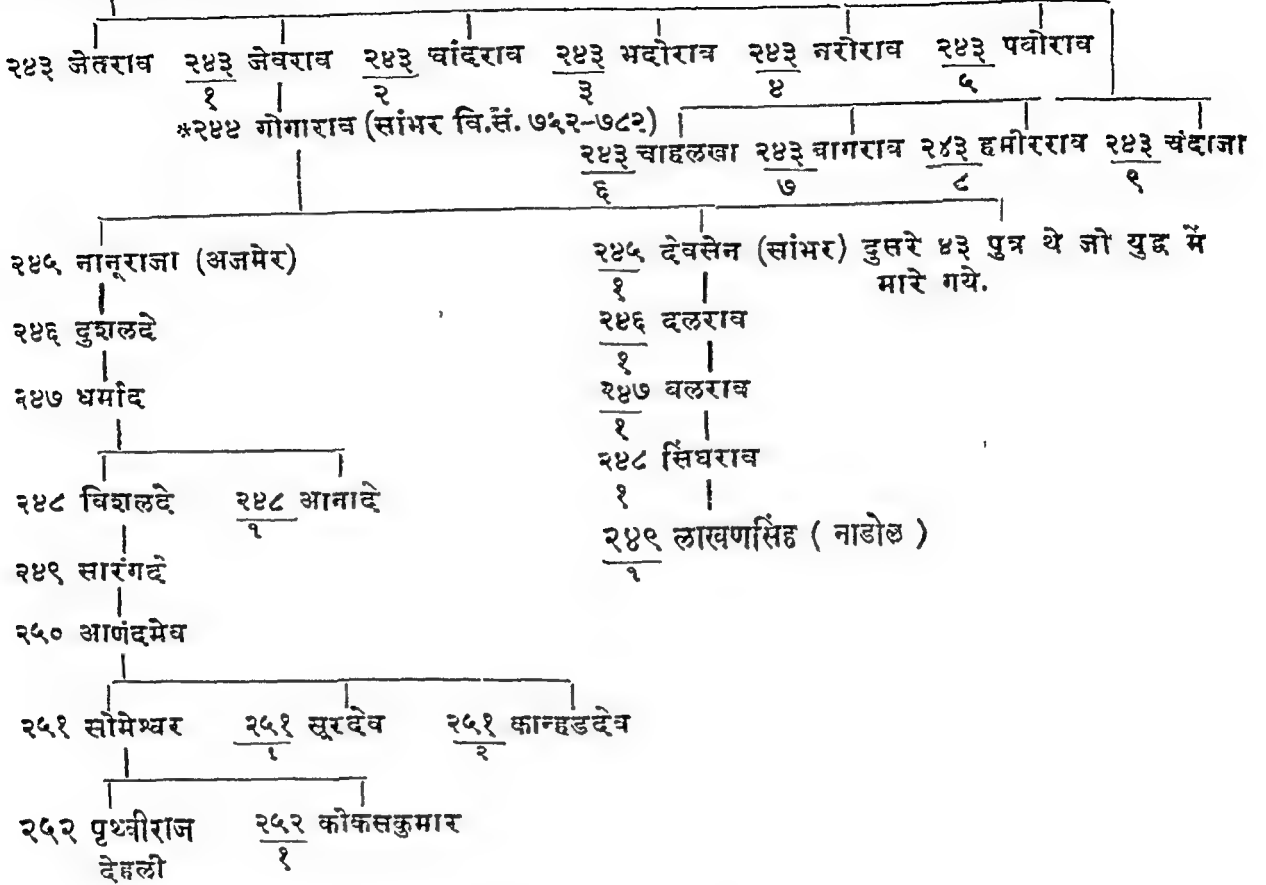 २४३ जेतराव २४३/१ जेवराव २४३/२ चांदराव २४३/३ भदोराव २४३/४ नरोराव २४३/५ पवोराव
*२४४ गोगाराव (सांभर वि.सं. ७५२-७८२)
२४३/६ चाहलखा २४३/७ वागराव २४३/८ हमीरराव २४३/९ चंदाजा
२४५ नानूराजा (अजमेर) २४५/१ देवसेन (सांभर) दुसरे ४३ पुत्र थे जो युद्ध में
मारे गये.
२४६ दुशलदे २४६/१ दलराव
२४७ धर्मादे २४७/१ वलराव
२४८ सिंघराव
१
२४८ विशलदे २४८/१ आनादे
२४९/१ लाखणसिंह ( नाडोल )
२४९ सारंगदे
२५० आणंदमेव
२५१ सोमेश्वर २५१/१ सूरदेव २५१/२ कान्हडदेव
२५२ पृथ्वीराज २५२/१ कोकसकुमार
देहली